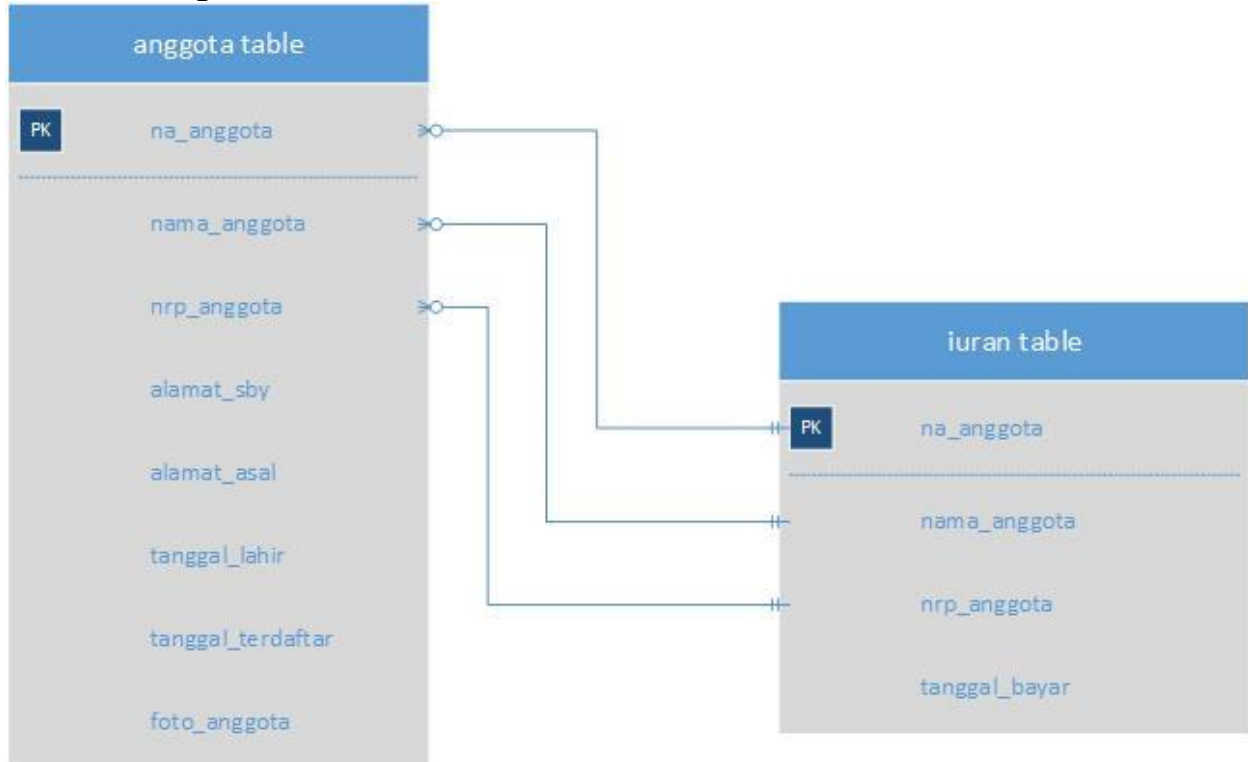 anggota table
PK na_anggota
nama_anggota
nrp_anggota
alamat_sby
alamat_asal
tanggal_lahir
tanggal_terdaftar
foto_anggota
iuran table
PK na_anggota
nama_anggota
nrp_anggota
tanggal_bayar